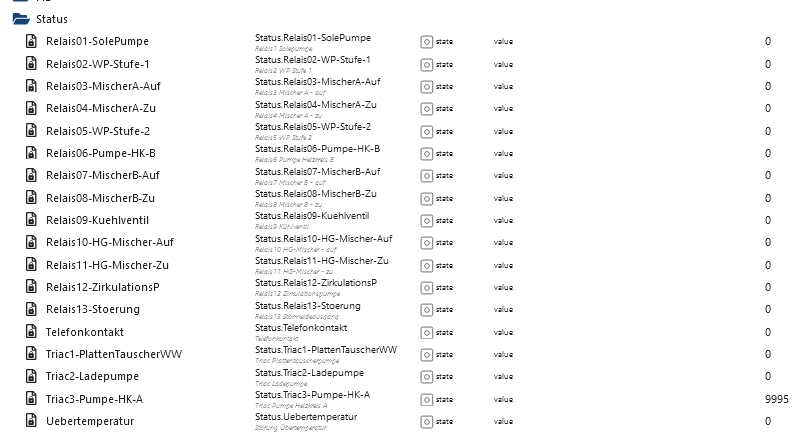 Status
Relais01-SolePumpe Status.Relais01-SolePumpe state value 0
Relais1 Solepumpe
Relais02-WP-Stufe-1 Status.Relais02-WP-Stufe-1 state value 0
Relais2 WP Stufe 1
Relais03-MischerA-Auf Status.Relais03-MischerA-Auf state value 0
Relais3 Mischer A - auf
Relais04-MischerA-Zu Status.Relais04-MischerA-Zu state value 0
Relais4 Mischer A - zu
Relais05-WP-Stufe-2 Status.Relais05-WP-Stufe-2 state value 0
Relais5 WP Stufe 2
Relais06-Pumpe-HK-B Status.Relais06-Pumpe-HK-B state value 0
Relais6 Pumpe Heizkreis B
Relais07-MischerB-Auf Status.Relais07-MischerB-Auf state value 0
Relais7 Mischer B - auf
Relais08-MischerB-Zu Status.Relais08-MischerB-Zu state value 0
Relais8 Mischer B - zu
Relais09-Kuehlventil Status.Relais09-Kuehlventil state value 0
Relais9 Kühlventil
Relais10-HG-Mischer-Auf Status.Relais10-HG-Mischer-Auf state value 0
Relais10 HG-Mischer - auf
Relais11-HG-Mischer-Zu Status.Relais11-HG-Mischer-Zu state value 0
Relais11 HG-Mischer - zu
Relais12-ZirkulationsP Status.Relais12-ZirkulationsP state value 0
Relais12 Zirkulationspumpe
Relais13-Stoerung Status.Relais13-Stoerung state value 0
Relais13 Störmeldeausgang
Telefonkontakt Status.Telefonkontakt state value 0
Telefonkontakt
Triac1-PlattenTauscherWW Status.Triac1-PlattenTauscherWW state value 0
Triac Plattentauscherpumpe
Triac2-Ladepumpe Status.Triac2-Ladepumpe state value 0
Triac Ladepumpe
Triac3-Pumpe-HK-A Status.Triac3-Pumpe-HK-A state value 9995
Triac Pumpe Heizkreis A
Uebertemperatur Status.Uebertemperatur state value 0
Störung Übertemperatur